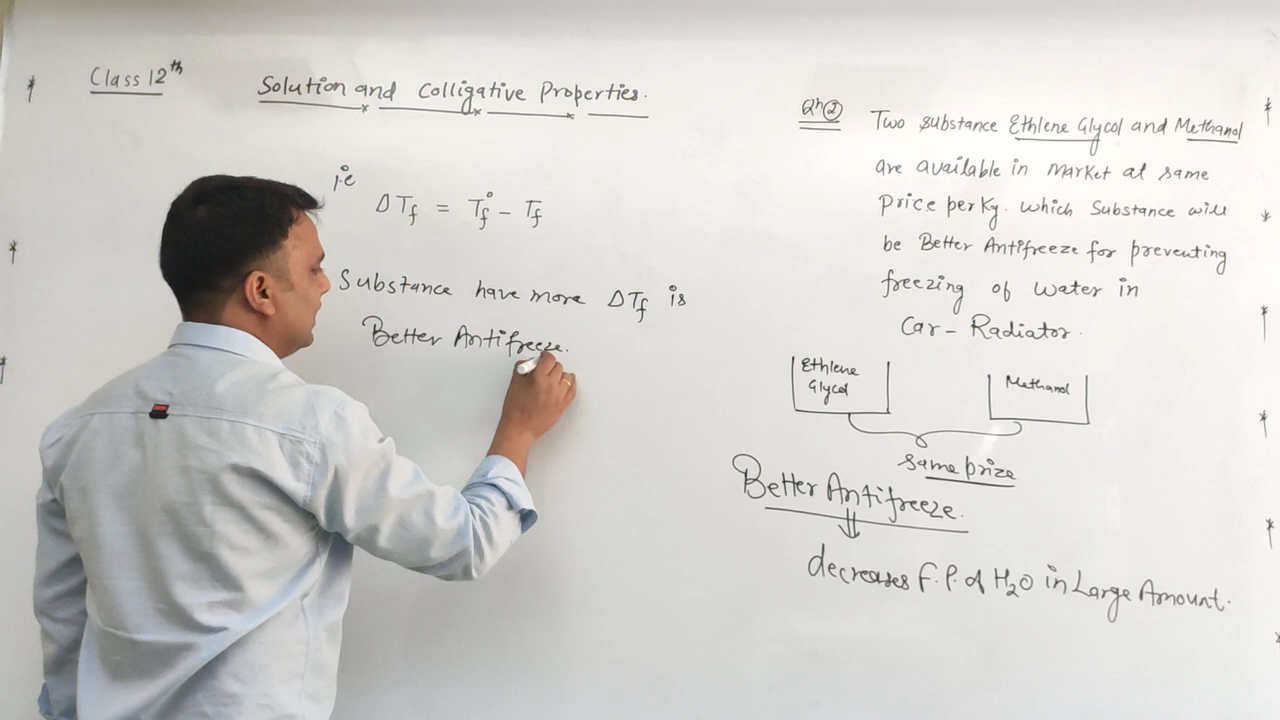 Class 12th
Solution and Colligative Properties.
i.e
ΔTf = Tf° - Tf
Substance have more ΔTf is
Better Antifreeze.
Qn②
Two substance Ethlene Glycol and Methanol
are available in market at same
Price per Kg. which Substance will
be Better Antifreeze for preventing
freezing of water in
Car-Radiator.
Ethlene
Glycol
Methanol
same prize
Better Antifreeze.
decreases F.P. of H2O in Large Amount.